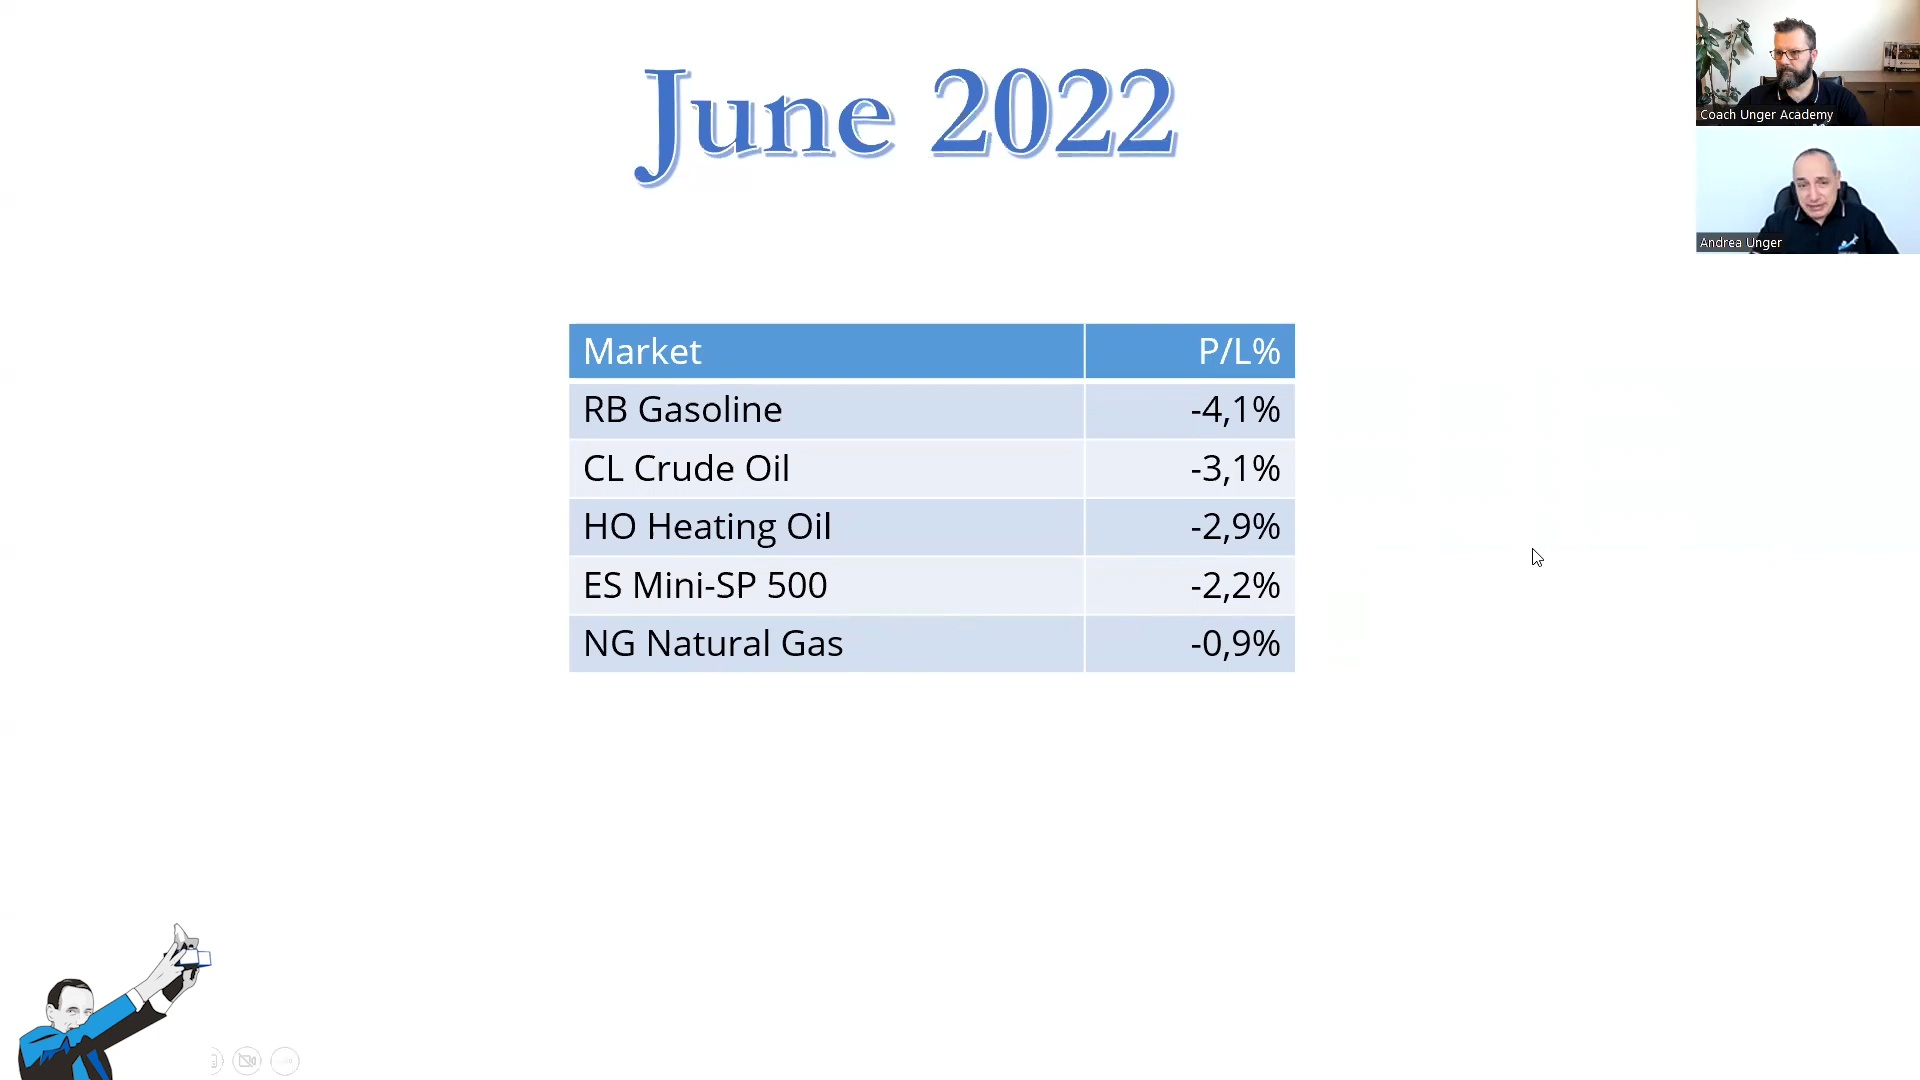 June 2022
Coach Unger Academy
Andrea Unger
Market P/L%
RB Gasoline -4,1%
CL Crude Oil -3,1%
HO Heating Oil -2,9%
ES Mini-SP 500 -2,2%
NG Natural Gas -0,9%